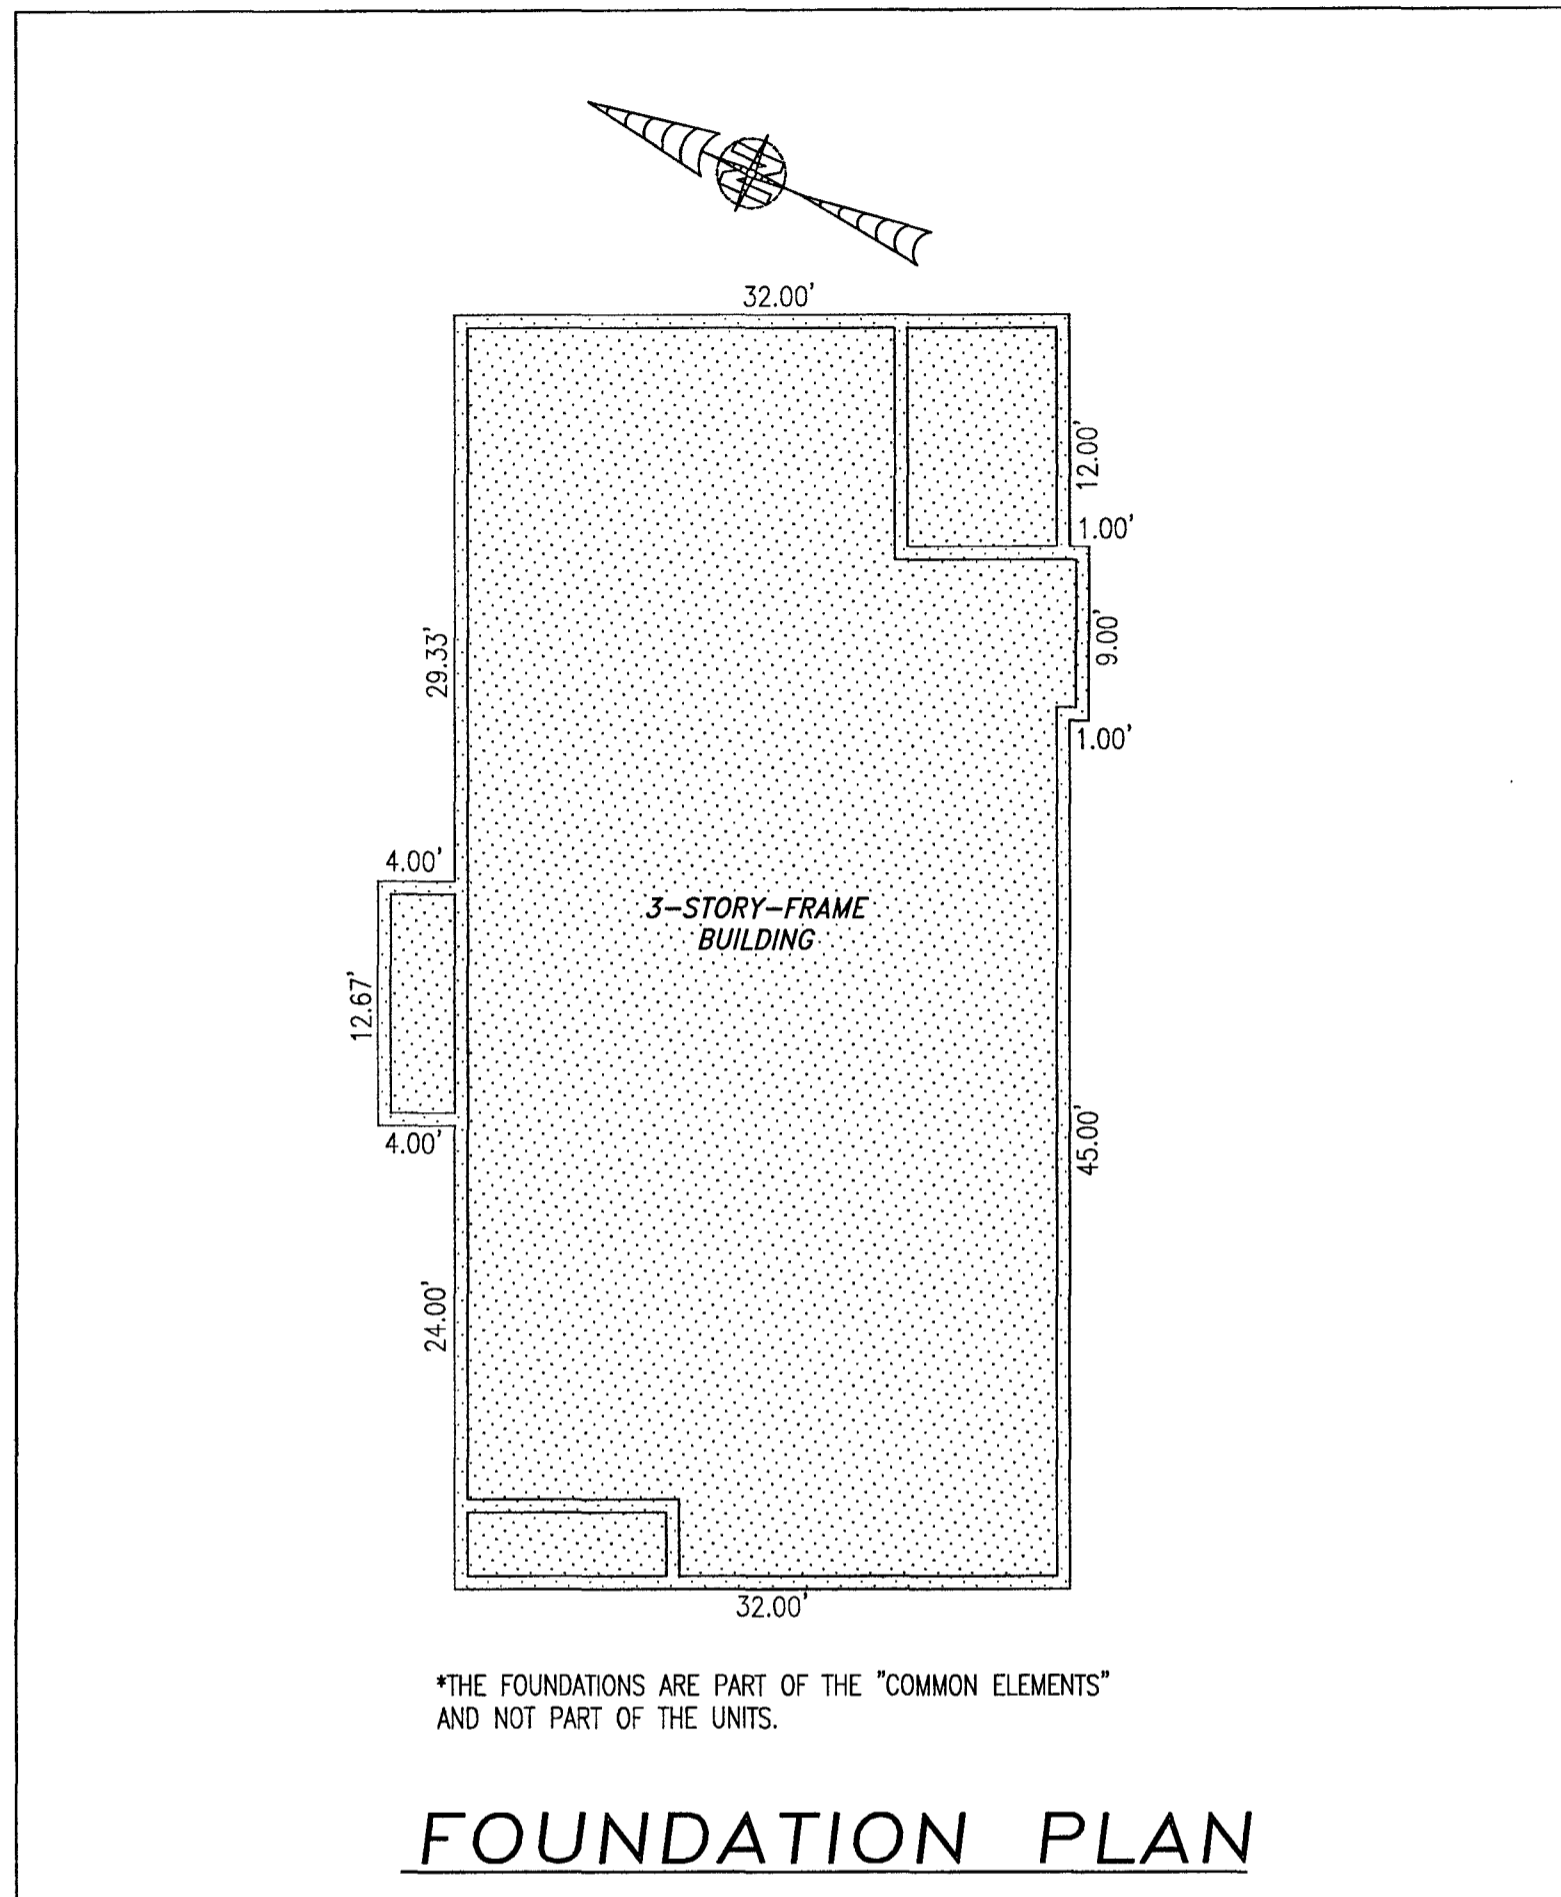 N
32.00'
12.00'
1.00'
9.00'
29.33'
1.00'
4.00'
3-STORY-FRAME
BUILDING
12.67'
4.00'
45.00'
24.00'
32.00'
*THE FOUNDATIONS ARE PART OF THE "COMMON ELEMENTS"
AND NOT PART OF THE UNITS.
FOUNDATION PLAN